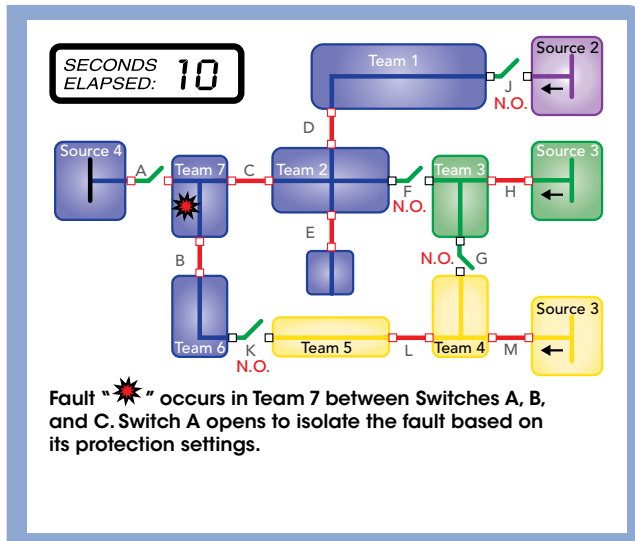 SECONDS
ELAPSED: 10
Team 1
Source 2
J
N.O.
D
Source 4
A
Team 7
C
Team 2
F
N.O.
Team 3
H
Source 3
E
B
N.O.
G
Team 6
K
N.O.
Team 5
L
Team 4
M
Source 3
Fault “ ” occurs in Team 7 between Switches A, B,
and C. Switch A opens to isolate the fault based on
its protection settings.